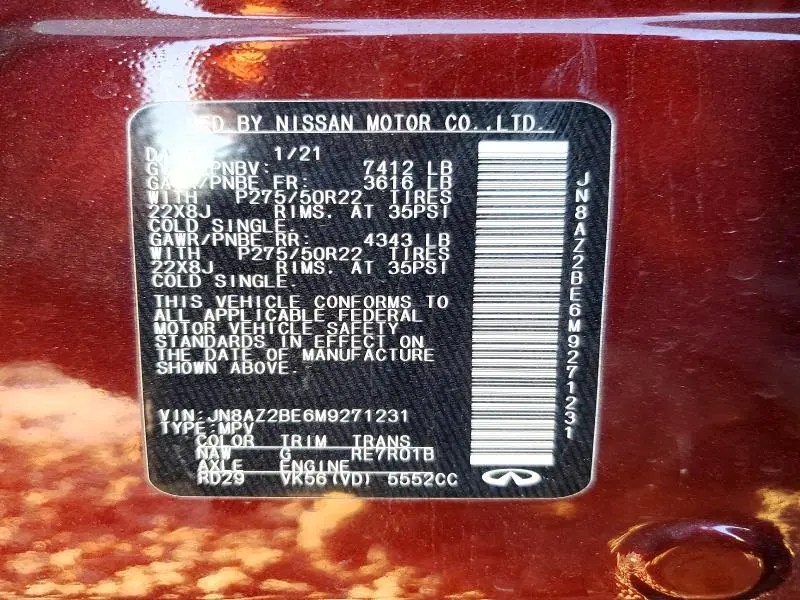 BY NISSAN MOTOR CO.,LTD.
1/21
7412 LB
GAWR/PNBE FR: 3616 LB
WITH P275/50R22 TIRES
22X8J RIMS. AT 35PSI
COLD SINGLE.
GAWR/PNBE RR: 4343 LB
WITH P275/50R22 TIRES
22X8J RIMS. AT 35PSI
COLD SINGLE.
THIS VEHICLE CONFORMS TO
ALL APPLICABLE FEDERAL
MOTOR VEHICLE SAFETY
STANDARDS IN EFFECT ON
THE DATE OF MANUFACTURE
SHOWN ABOVE.
VIN:JN8AZ2BE6M9271231
TYPE:MPV
COLOR TRIM TRANS
NAW G RE7R01B
AXLE ENGINE
RD29 VK56(VD) 5552CC
JN8AZ2BE6M9271231